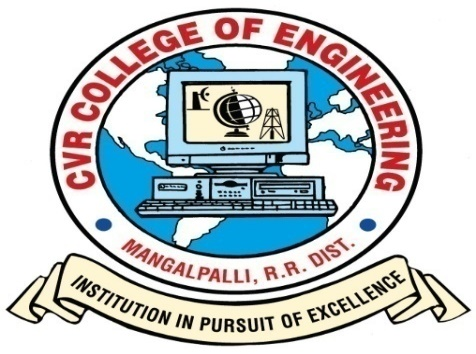 CVR COLLEGE OF ENGINEERING
MANGALPALLI, R.R. DIST.
INSTITUTION IN PURSUIT OF EXCELLENCE